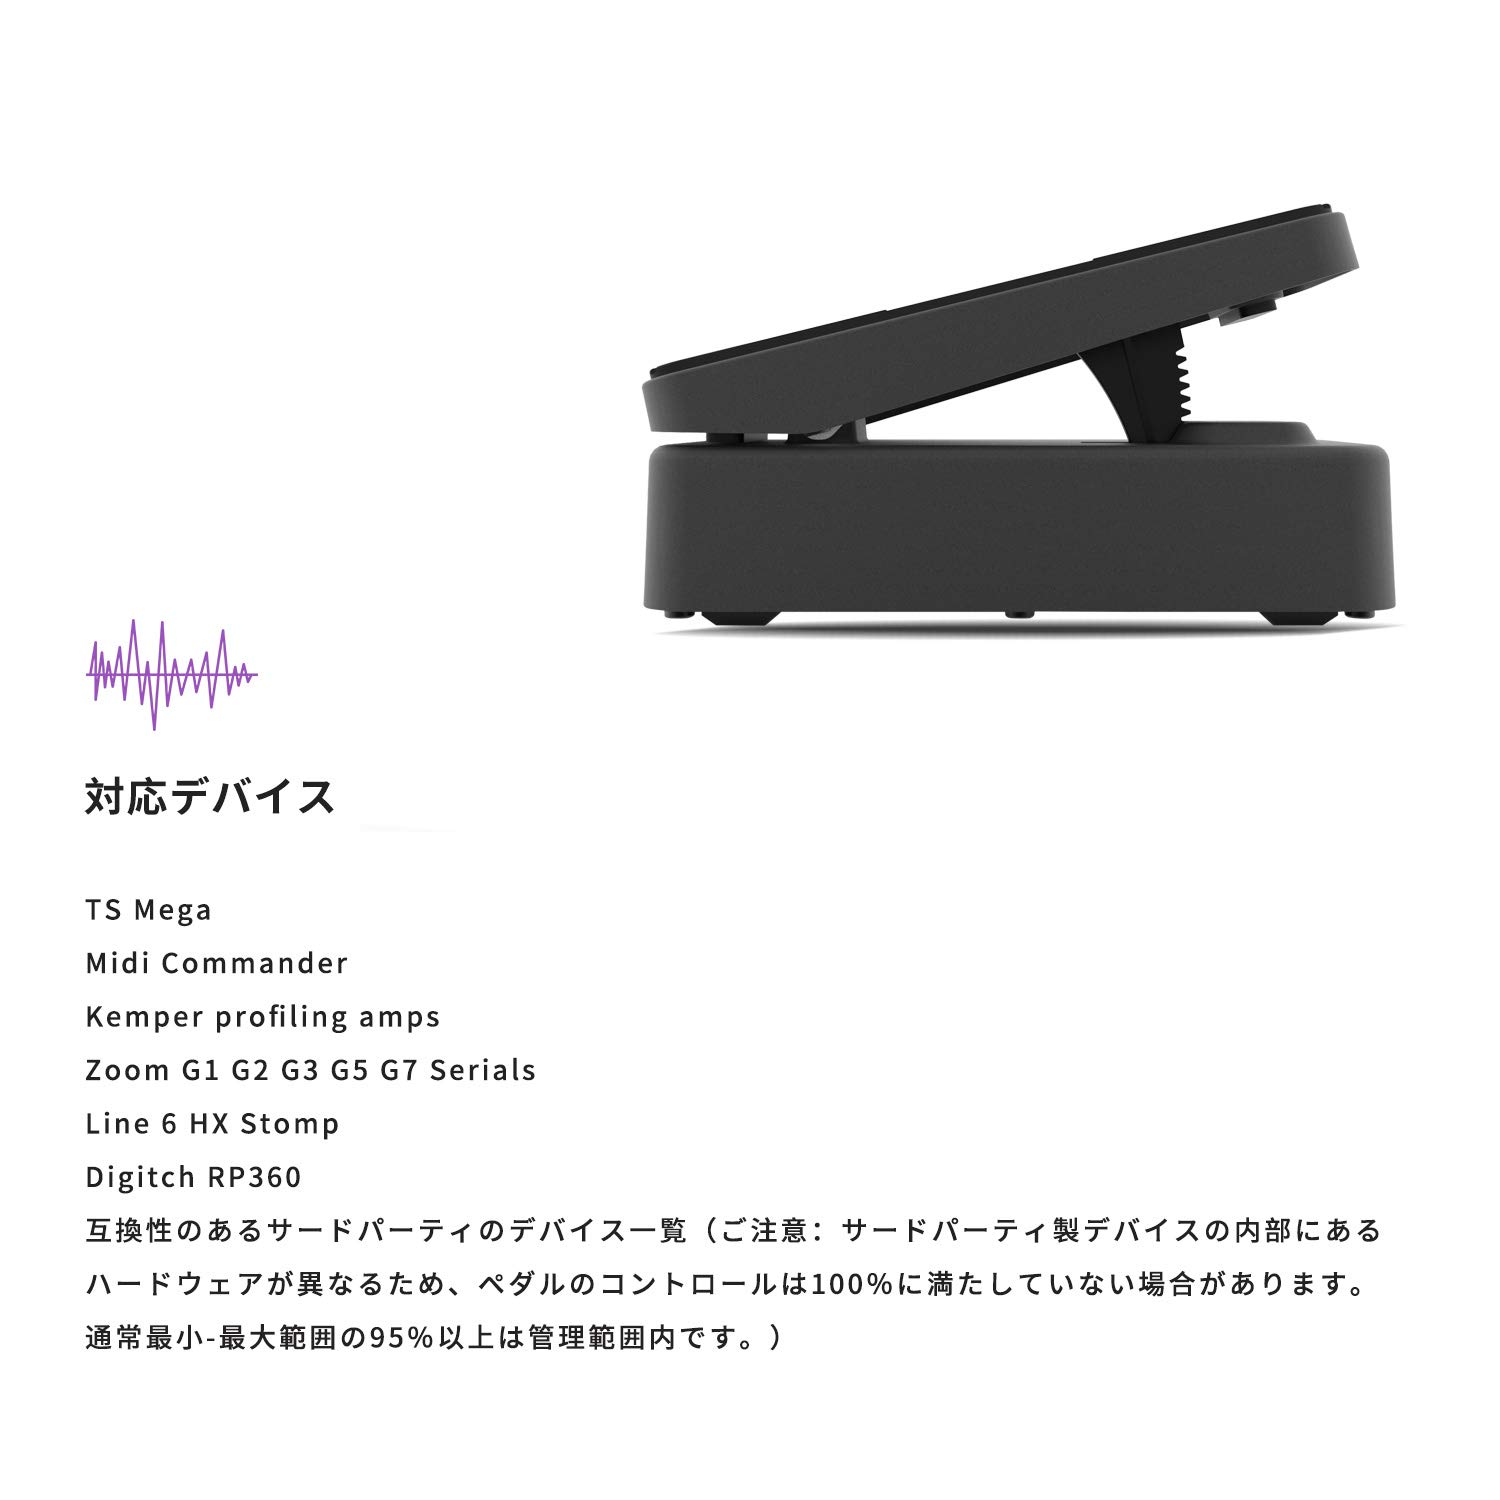 対応デバイス
TS Mega
Midi Commander
Kemper profiling amps
Zoom G1 G2 G3 G5 G7 Serials
Line 6 HX Stomp
Digitch RP360
互換性のあるサードパーティのデバイス一覧（ご注意：サードパーティ製デバイスの内部にある
ハードウェアが異なるため、ペダルのコントロールは100%に満たしていない場合があります。
通常最小-最大範囲の95%以上は管理範囲内です。）